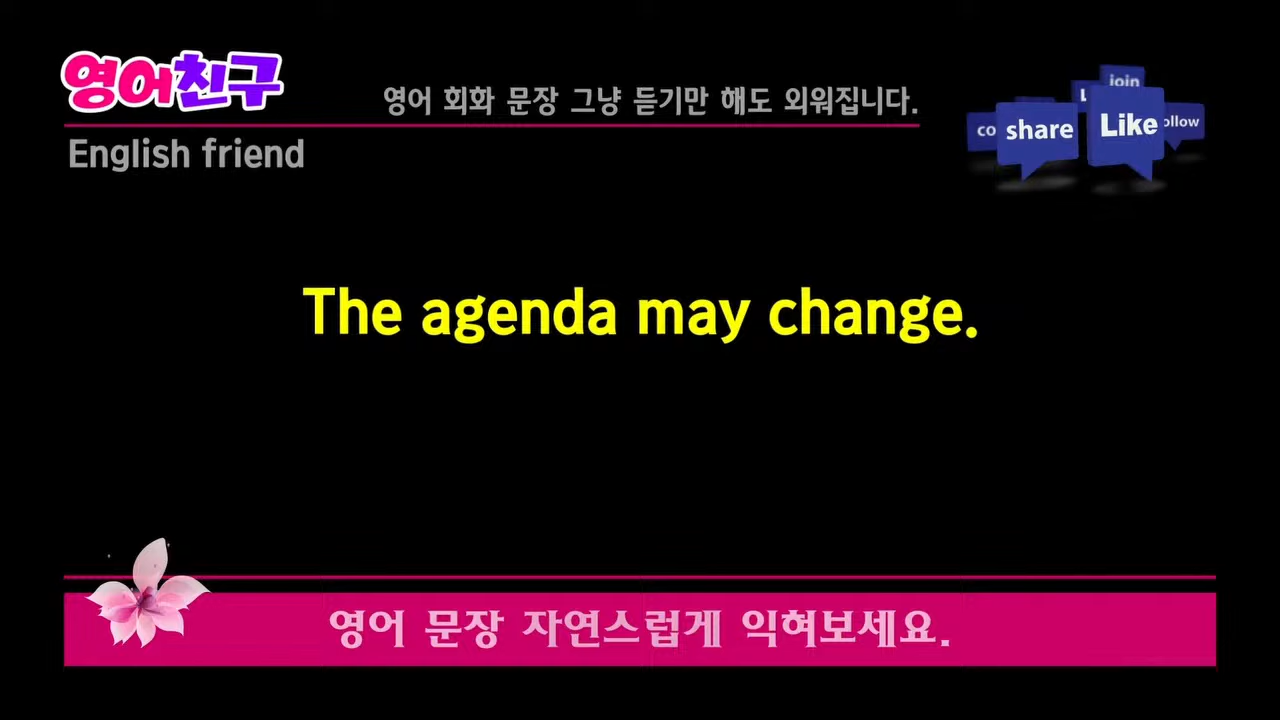 영어친구
영어 회화 문장 그냥 듣기만 해도 외워집니다.
English friend
join
share
Like
The agenda may change.
영어 문장 자연스럽게 익혀보세요.